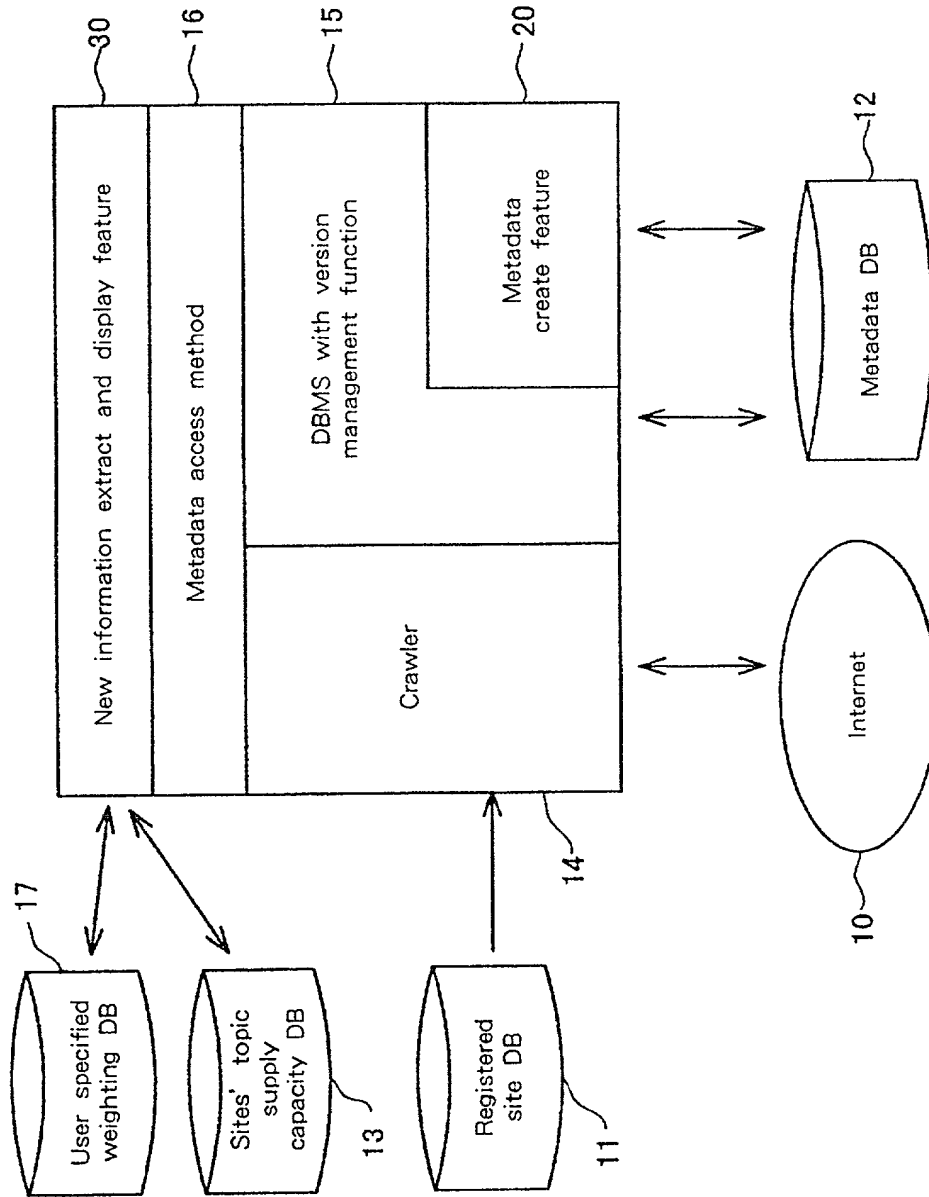 30
New information extract and display feature
16
Metadata access method
15
DBMS with version
management function
20
Metadata
create feature
Crawler
14
17
User specified
weighting DB
Sites' topic
supply
capacity DB
13
Registered
site DB
11
Internet
10
Metadata DB
12